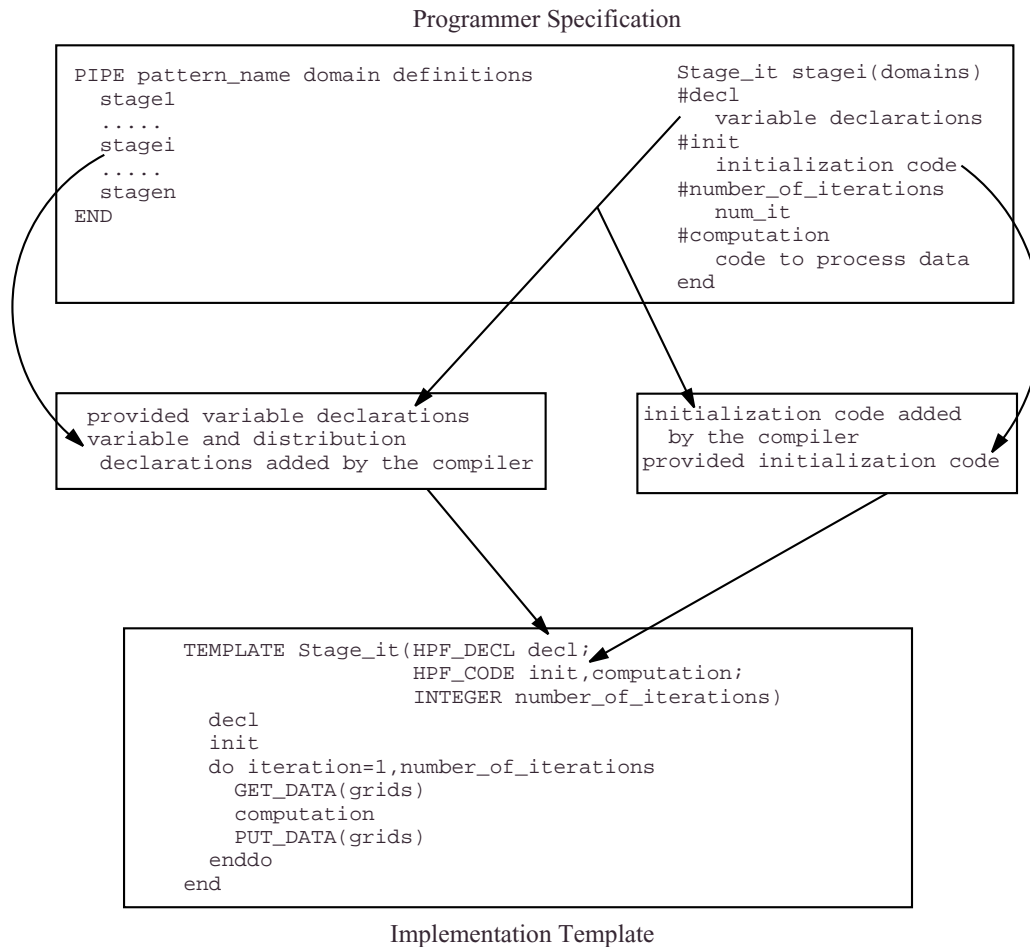 Programmer Specification
PIPE pattern_name domain definitions
stage1
.....
stagei
.....
stagen
END
Stage_it stagei(domains)
#decl
variable declarations
#init
initialization code
#number_of_iterations
num_it
#computation
code to process data
end
provided variable declarations
variable and distribution
declarations added by the compiler
initialization code added
by the compiler
provided initialization code
TEMPLATE Stage_it(HPF_DECL decl;
HPF_CODE init,computation;
INTEGER number_of_iterations)
decl
init
do iteration=1,number_of_iterations
GET_DATA(grids)
computation
PUT_DATA(grids)
enddo
end
Implementation Template